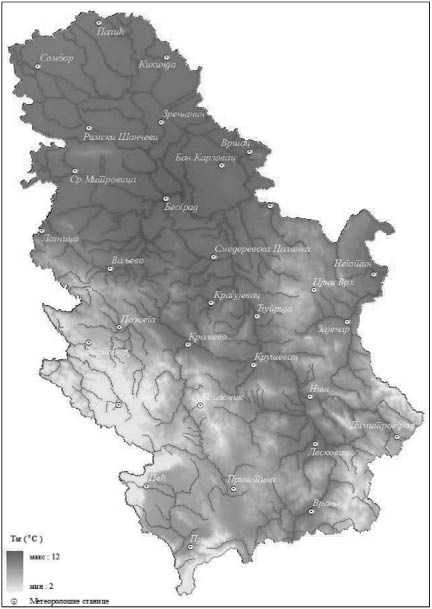 Палић
Сомбор
Кикинда
Зрењанин
Римски Шанчеви
Вршац
Бан.Карловац
Ср.Митровица
Београд
Лозница
Смедеревска Паланка
Ваљево
Неготин
Црни Врх
Крагујевац
Ћуприја
Пожега
Зајечар
Краљево
Крушевац
Ниш
Копаоник
Димитровград
Лесковац
Пећ
Приштина
Врање
Тиг (°C)
макс : 12
мин : 2
Метеоролошке станице